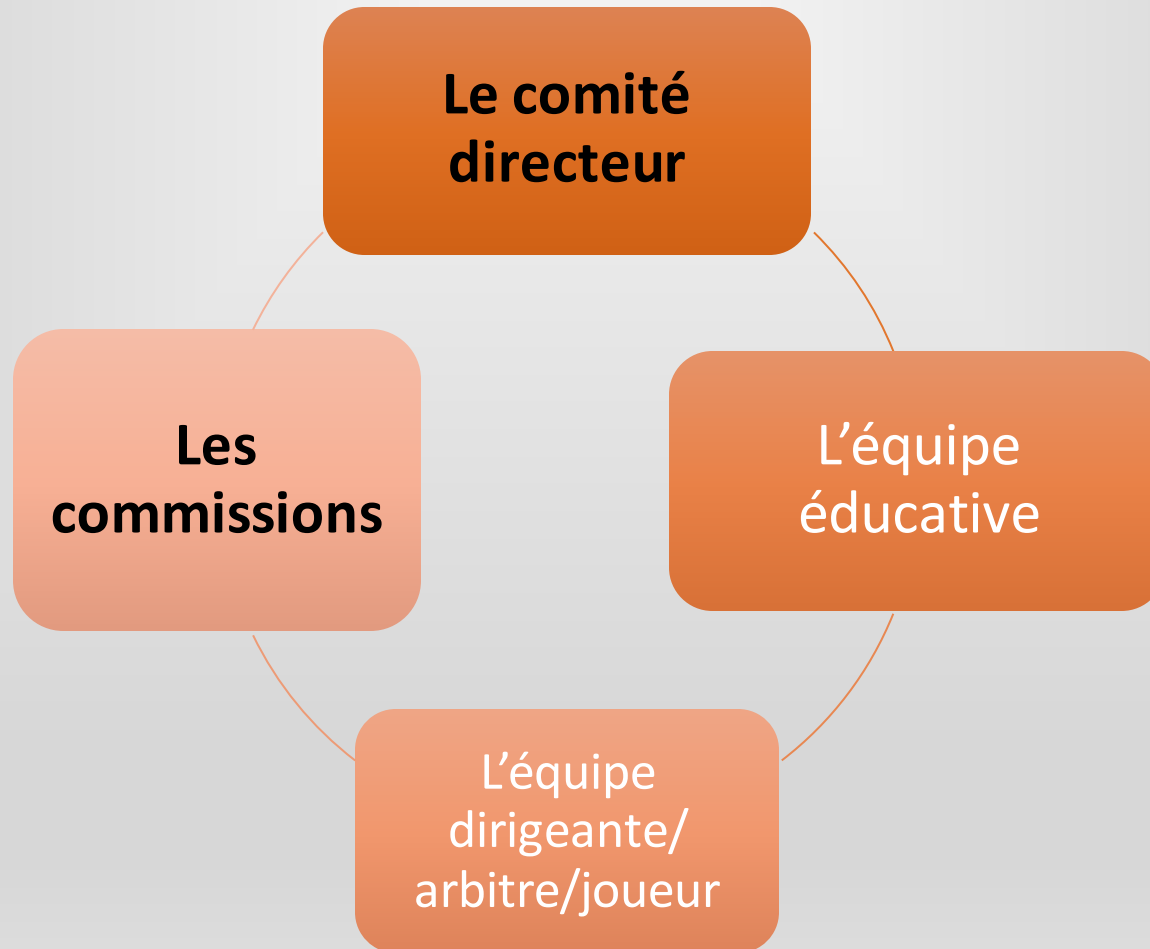 Le comité
directeur
Les
commissions
L’équipe
éducative
L’équipe
dirigeante/
arbitre/joueur